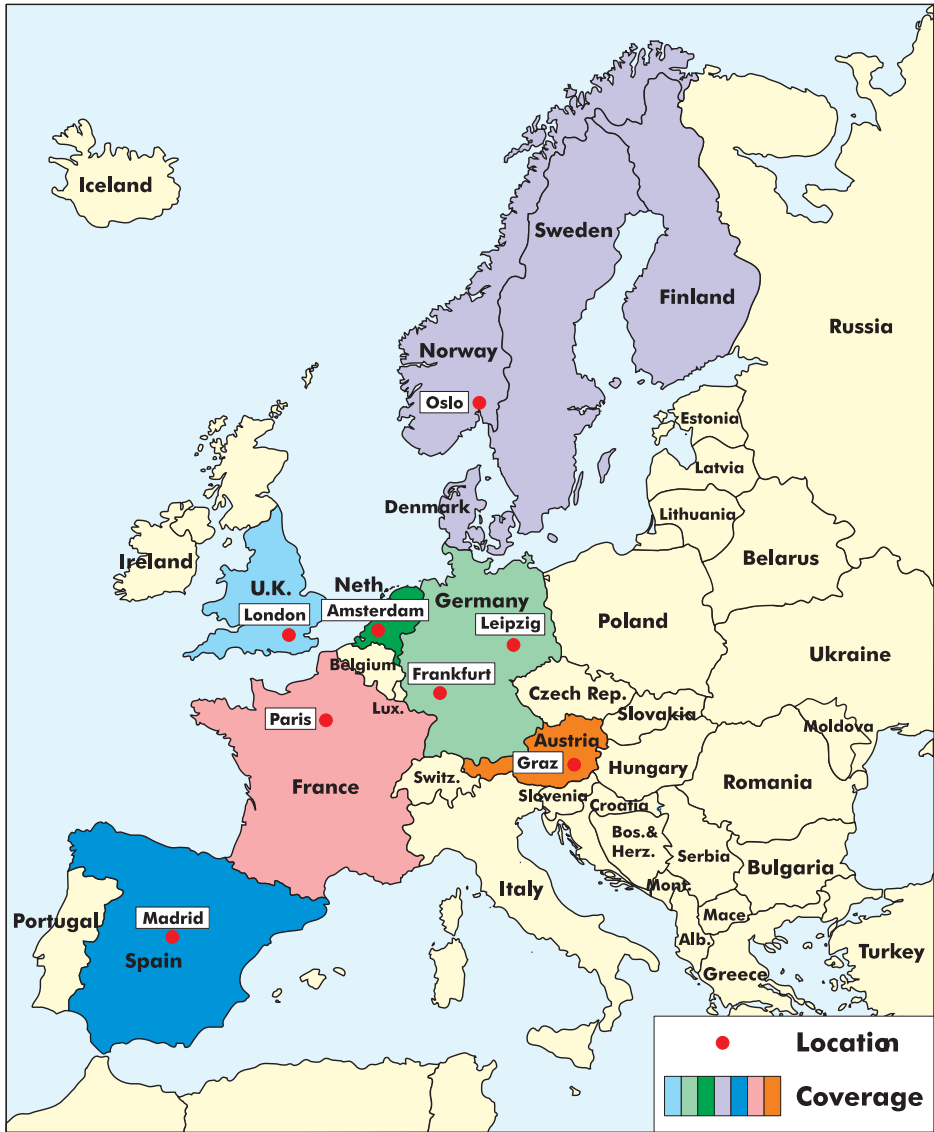 Iceland
Sweden
Finland
Russia
Norway
Oslo
Estonia
Latvia
Denmark
Lithuania
Ireland
Belarus
U.K.
Neth.
Germany
London
Amsterdam
Leipzig
Poland
Ukraine
Belgium
Frankfurt
Czech Rep.
Lux.
Paris
Slovakia
Moldova
Austria
Graz
Switz.
Hungary
France
Romania
Slovenia
Croatia
Bos.&
Herz.
Serbia
Bulgaria
Italy
Mont.
Portugal
Madrid
Mace.
Alb.
Spain
Turkey
Greece
Location
Coverage